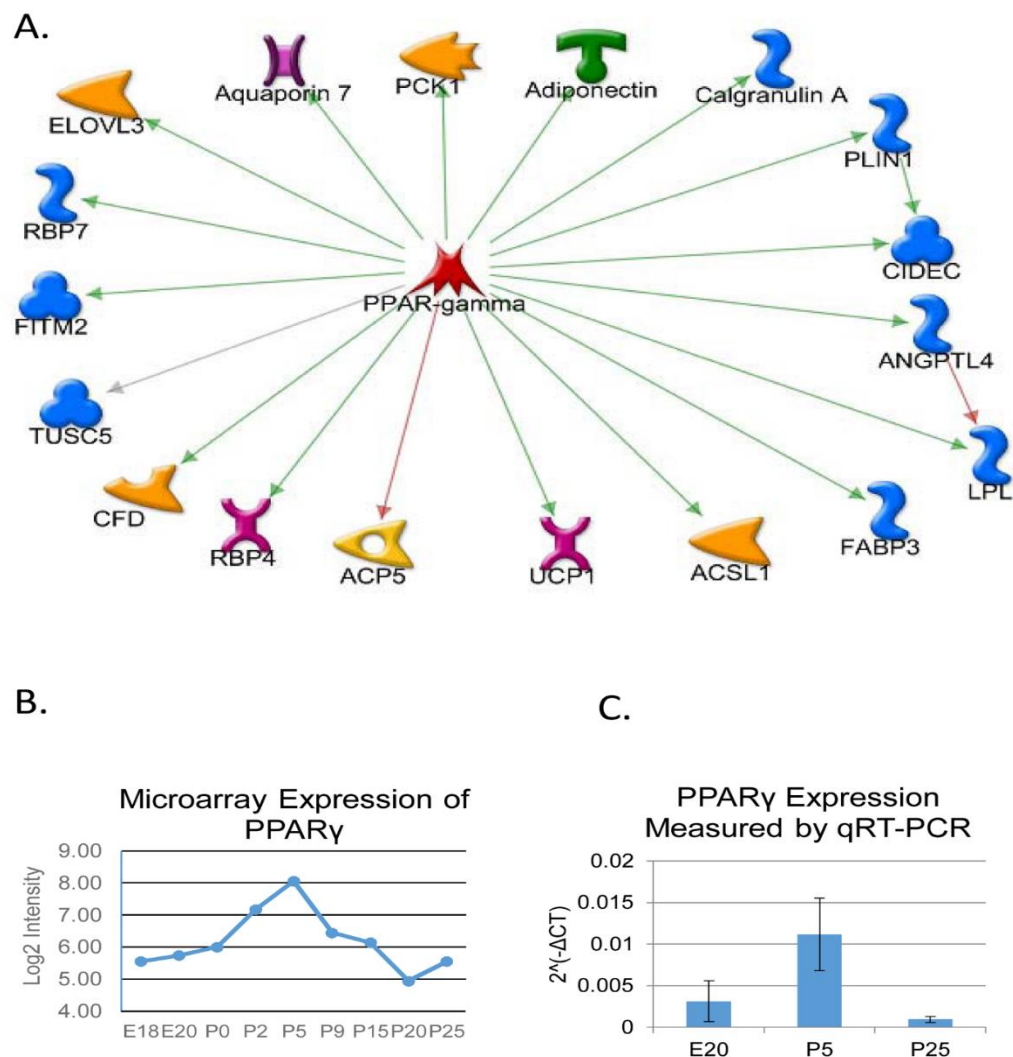 A.
Aquaporin 7
PCK1
Adiponectin
Calgranulin A
ELOVL3
PLIN1
RBP7
CIDEC
PPAR-gamma
FITM2
ANGPTL4
TUSC5
LPL
CFD
RBP4
ACP5
UCP1
ACSL1
FABP3
B.
Microarray Expression of
PPARγ
Log2 Intensity
9.00
8.00
7.00
6.00
5.00
4.00
E18 E20 P0 P2 P5 P9 P15 P20 P25
C.
PPARγ Expression
Measured by qRT-PCR
2^(-ΔCT)
0.02
0.015
0.01
0.005
0
E20 P5 P25